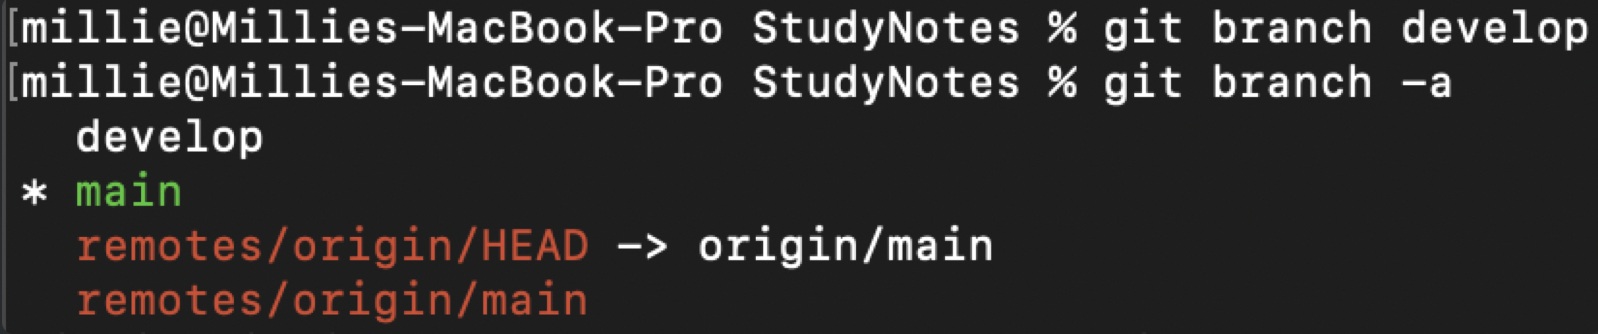 [millie@Millies-MacBook-Pro StudyNotes % git branch develop
[millie@Millies-MacBook-Pro StudyNotes % git branch -a
develop
* main
remotes/origin/HEAD -> origin/main
remotes/origin/main